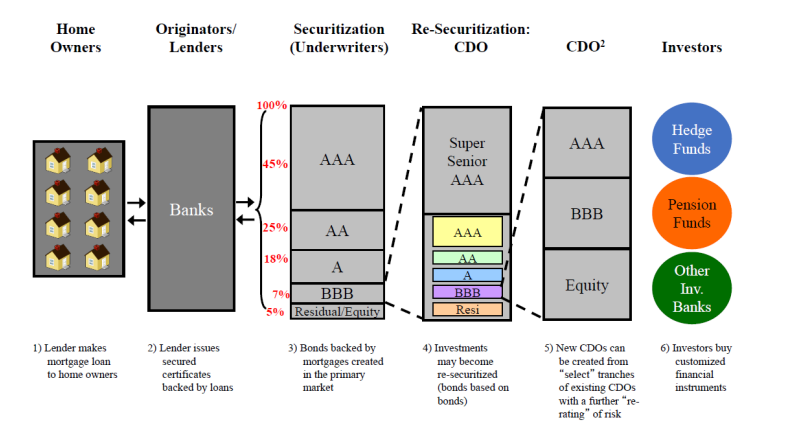 Home
Owners
Originators/
Lenders
Securitization
(Underwriters)
Re-Securitization:
CDO
CDO2
Investors
100%
45%
25%
18%
7%
5%
Banks
AAA
AA
A
BBB
Residual/Equity
Super
Senior
AAA
AAA
AA
A
BBB
Resi
AAA
BBB
Equity
Hedge
Funds
Pension
Funds
Other
Inv.
Banks
1) Lender makes
mortgage loan
to home owners
2) Lender issues
secured
certificates
backed by loans
3) Bonds backed by
mortgages created
in the primary
market
4) Investments
may become
re-securitized
(bonds based on
bonds)
5) New CDOs can
be created from
“select” tranches
of existing CDOs
with a further “re-
rating” of risk
6) Investors buy
customized
financial
instruments